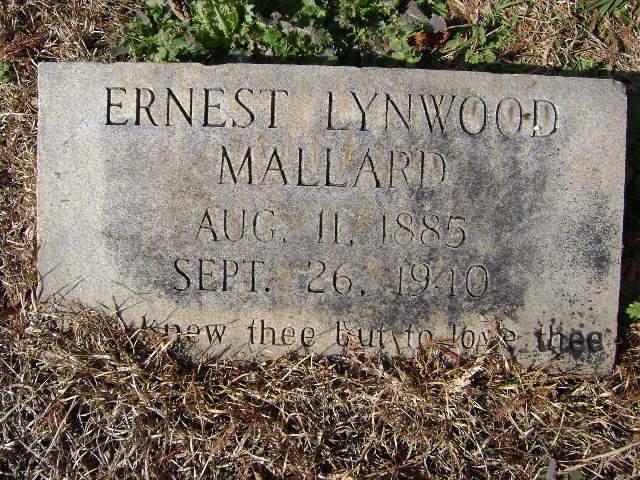 ERNEST LYNWOOD
MALLARD
AUG. 11, 1885
SEPT. 26, 1940
knew thee but to love thee